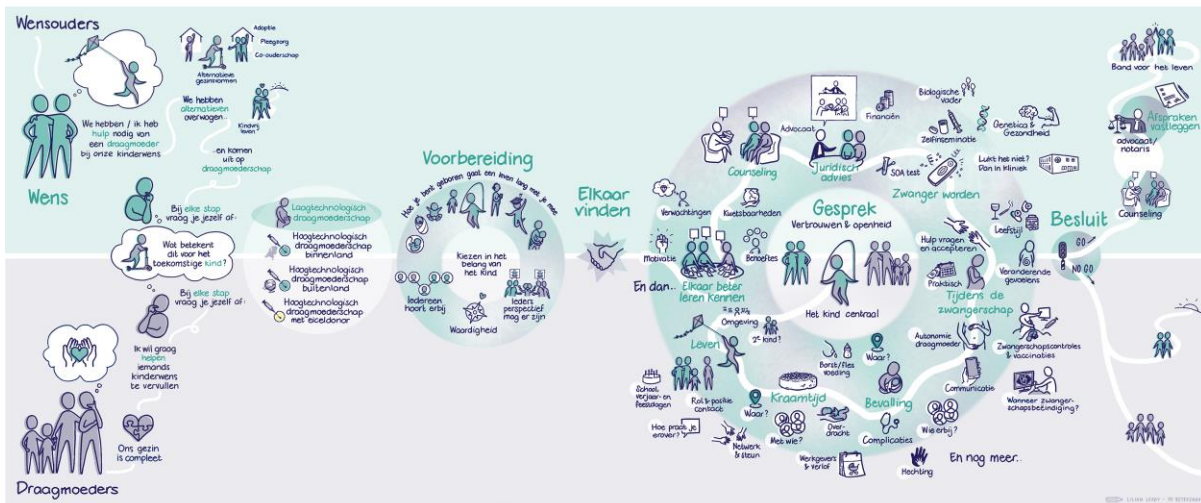 Wensouders
We hebben / ik heb
hulp nodig van
een draagmoeder
bij onze kinderwens
Wens
Adoptie
Pleegzorg
Co-ouderschap
Alternatieve
gezinsvormen
We hebben
alternatieven
overwogen...
Kindvrij
leven
...en komen
uit op
draagmoederschap
Bij elke stap
vraag je jezelf af:
Wat betekent
dit voor het
toekomstige kind?
Bij elke stap
vraag je jezelf af:
Ik wil graag
helpen
iemands
kinderwens
te vervullen
Ons gezin
is compleet
Draagmoeders
Laagtechnologisch
draagmoederschap
Hoogtechnologisch
draagmoederschap
binnenland
Hoogtechnologisch
draagmoederschap
buitenland
Hoogtechnologisch
draagmoederschap
met eiceldonor
Voorbereiding
Hoe je bent geboren gaat een leven lang met je mee
Kiezen in het
belang van
het kind
Iedereen
hoort erbij
Waardigheid
Ieders
perspectief
mag er zijn
Elkaar
vinden
En dan...
Gesprek
Vertrouwen & openheid
Het kind centraal
Counseling
Verwachtingen
Kwetsbaarheden
Motivatie
Behoeftes
Elkaar beter
leren kennen
Advocaat
Financiën
Juridisch
advies
Biologische
vader
Zelfinseminatie
Genetica &
Gezondheid
SOA test
Zwanger worden
Lukt het niet?
Dan in kliniek
Leefstijl
Hulp vragen
en accepteren
Praktisch
Veranderende
gevoelens
Tijdens de
zwangerschap
Autonomie
draagmoeder
Zwangerschapscontroles
& vaccinaties
Communicatie
Wanneer zwanger-
schapsbeëindiging?
Bevalling
Waar?
Complicaties
Wie erbij?
Hechting
Borst/fles
voeding
Kraamtijd
Waar?
Met wie?
Over-
dracht
Werkgevers
& verlof
Omgeving
2e kind?
Leven
School,
verjaar- en
feestdagen
Rol & positie
contact
Hoe praat je
erover?
Netwerk
& steun
En nog meer...
Besluit
GO
NO GO
Counseling
advocaat/
notaris
Afspraken
vastleggen
Band voor het leven